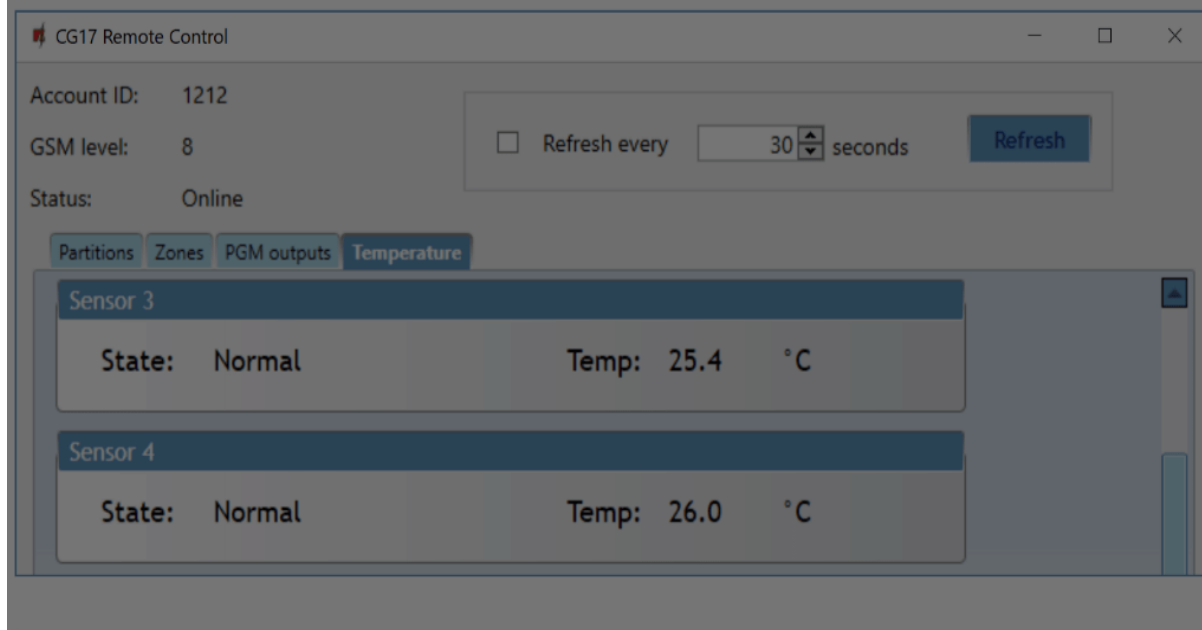 CG17 Remote Control
Account ID: 1212
GSM level: 8
Refresh every 30 seconds Refresh
Status: Online
Partitions Zones PGM outputs Temperature
Sensor 3
State: Normal Temp: 25.4 °C
Sensor 4
State: Normal Temp: 26.0 °C